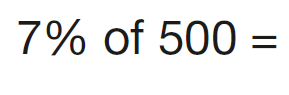 7% of 500 =